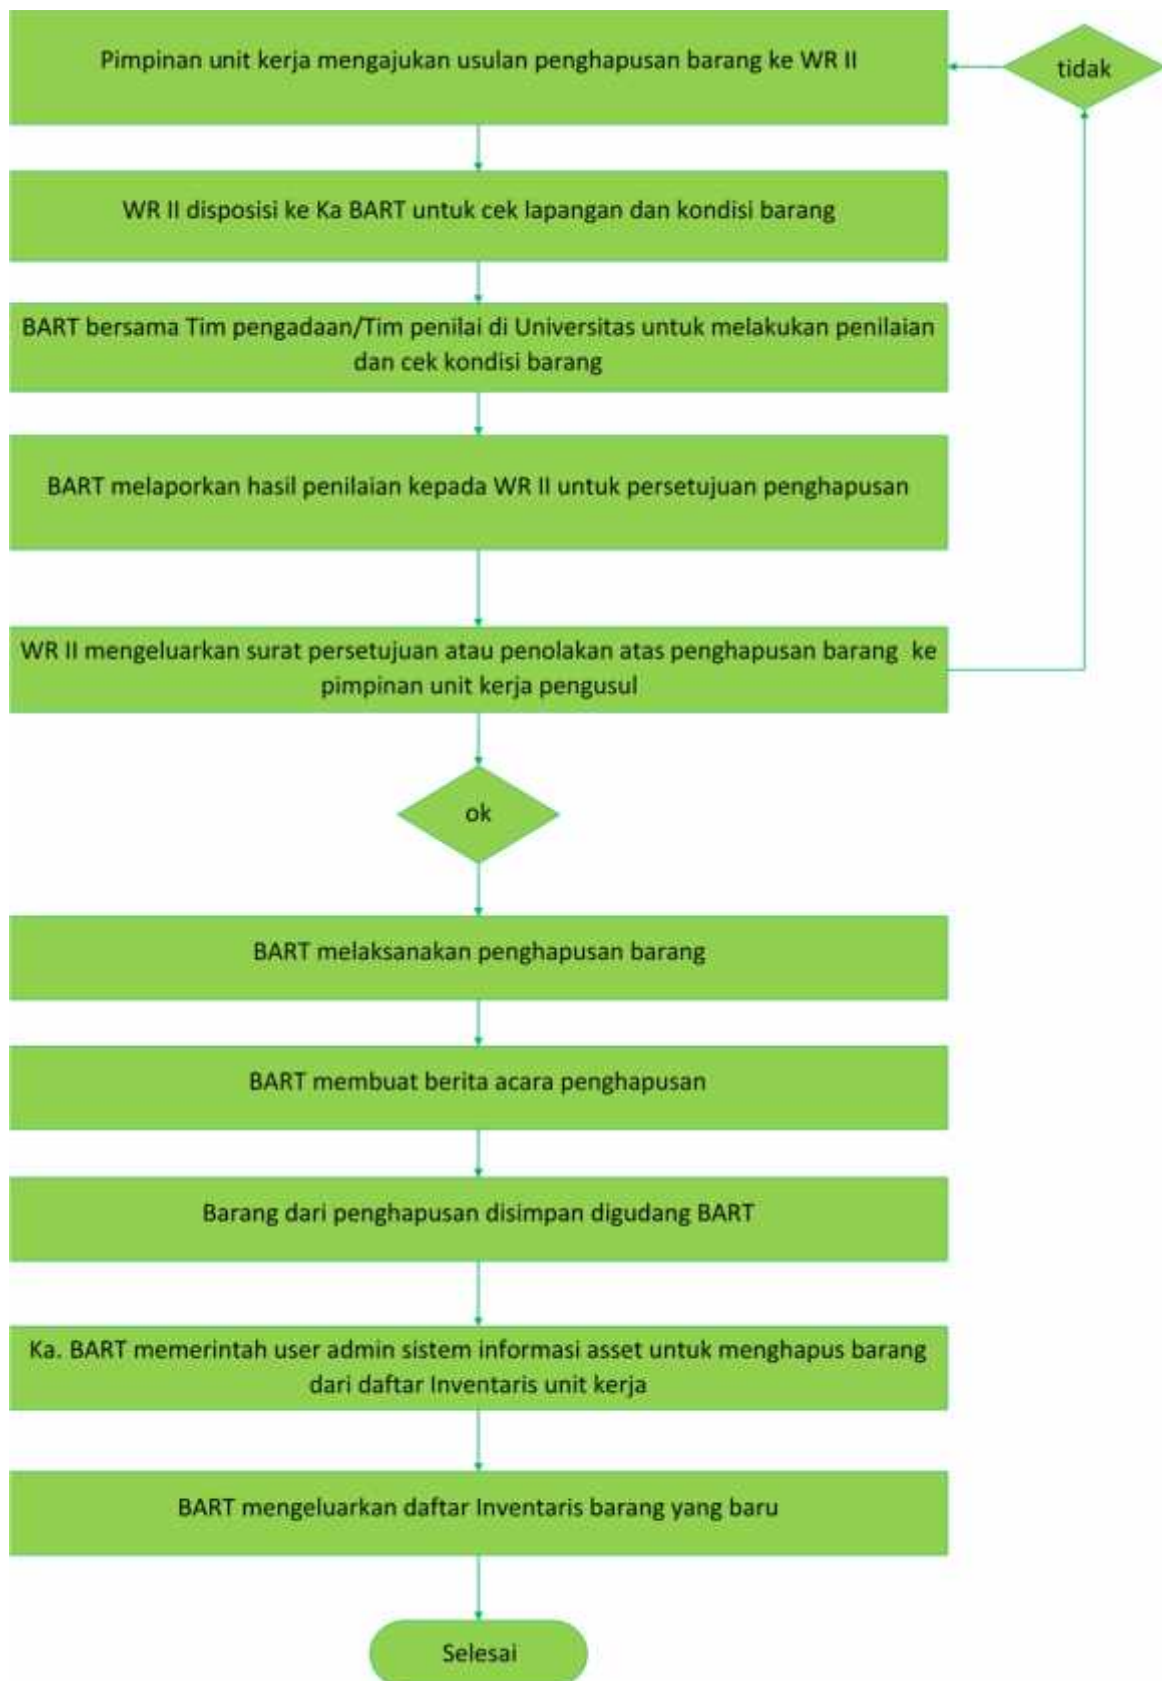 Pimpinan unit kerja mengajukan usulan penghapusan barang ke WR II
tidak
WR II disposisi ke Ka BART untuk cek lapangan dan kondisi barang
BART bersama Tim pengadaan/Tim penilai di Universitas untuk melakukan penilaian
dan cek kondisi barang
BART melaporkan hasil penilaian kepada WR II untuk persetujuan penghapusan
WR II mengeluarkan surat persetujuan atau penolakan atas penghapusan barang ke
pimpinan unit kerja pengusul
ok
BART melaksanakan penghapusan barang
BART membuat berita acara penghapusan
Barang dari penghapusan disimpan digudang BART
Ka. BART memerintah user admin sistem informasi asset untuk menghapus barang
dari daftar Inventaris unit kerja
BART mengeluarkan daftar Inventaris barang yang baru
Selesai